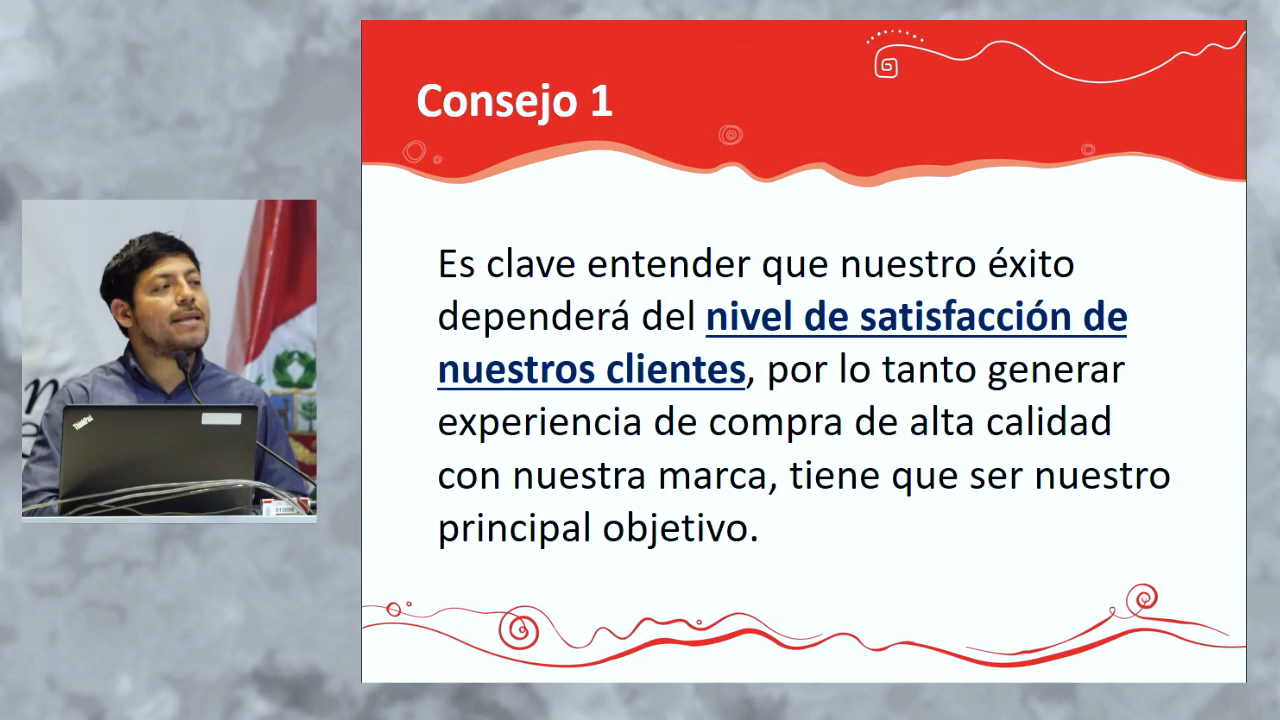 Consejo 1
Es clave entender que nuestro éxito
dependerá del nivel de satisfacción de
nuestros clientes, por lo tanto generar
experiencia de compra de alta calidad
con nuestra marca, tiene que ser nuestro
principal objetivo.
ThinkPad